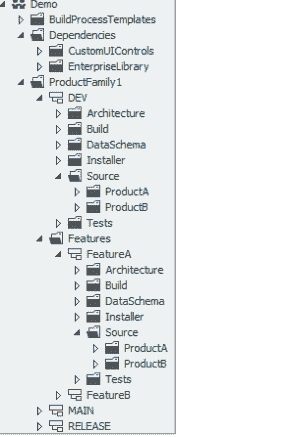 Demo
BuildProcessTemplates
Dependencies
CustomUIControls
EnterpriseLibrary
ProductFamily1
DEV
Architecture
Build
DataSchema
Installer
Source
ProductA
ProductB
Tests
Features
FeatureA
Architecture
Build
DataSchema
Installer
Source
ProductA
ProductB
Tests
FeatureB
MAIN
RELEASE